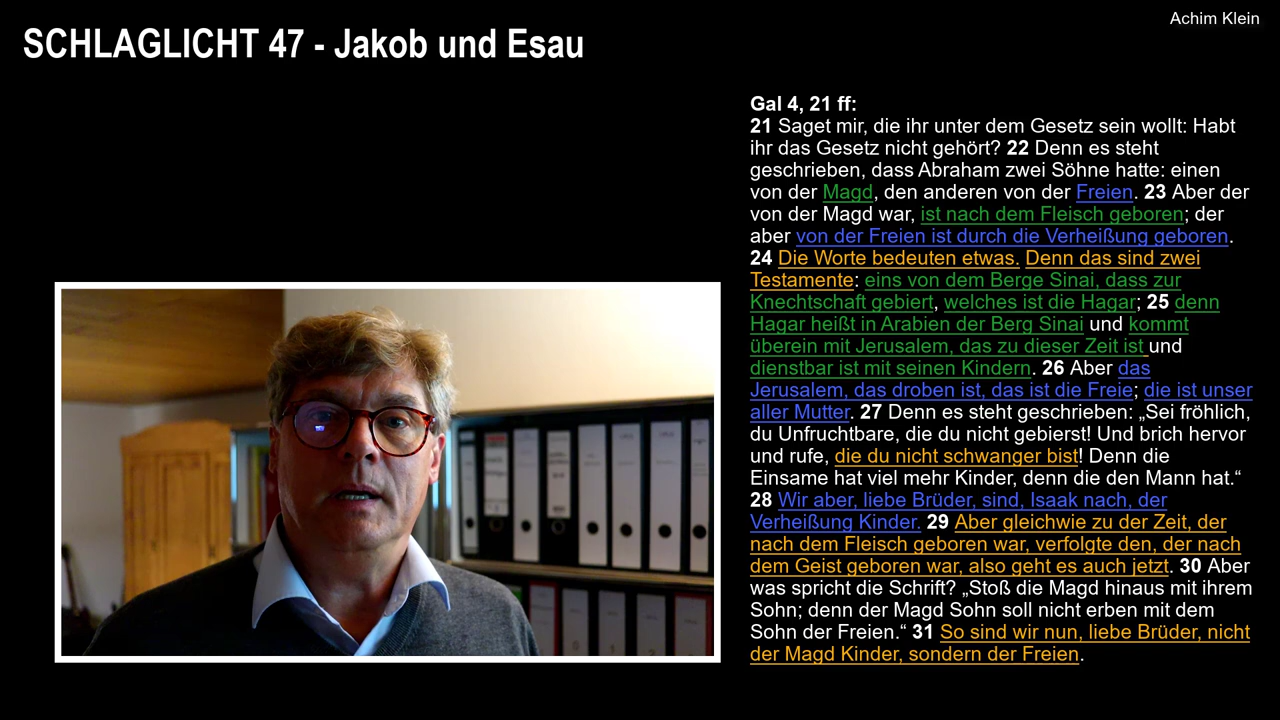 Achim Klein
SCHLAGLICHT 47 - Jakob und Esau
Gal 4, 21 ff:
21 Saget mir, die ihr unter dem Gesetz sein wollt: Habt
ihr das Gesetz nicht gehört? 22 Denn es steht
geschrieben, dass Abraham zwei Söhne hatte: einen
von der Magd, den anderen von der Freien. 23 Aber der
von der Magd war, ist nach dem Fleisch geboren; der
aber von der Freien ist durch die Verheißung geboren.
24 Die Worte bedeuten etwas. Denn das sind zwei
Testamente: eins von dem Berge Sinai, dass zur
Knechtschaft gebiert, welches ist die Hagar; 25 denn
Hagar heißt in Arabien der Berg Sinai und kommt
überein mit Jerusalem, das zu dieser Zeit ist und
dienstbar ist mit seinen Kindern. 26 Aber das
Jerusalem, das droben ist, das ist die Freie; die ist unser
aller Mutter. 27 Denn es steht geschrieben: „Sei fröhlich,
du Unfruchtbare, die du nicht gebierst! Und brich hervor
und rufe, die du nicht schwanger bist! Denn die
Einsame hat viel mehr Kinder, denn die den Mann hat.“
28 Wir aber, liebe Brüder, sind, Isaak nach, der
Verheißung Kinder. 29 Aber gleichwie zu der Zeit, der
nach dem Fleisch geboren war, verfolgte den, der nach
dem Geist geboren war, also geht es auch jetzt. 30 Aber
was spricht die Schrift? „Stoß die Magd hinaus mit ihrem
Sohn; denn der Magd Sohn soll nicht erben mit dem
Sohn der Freien.“ 31 So sind wir nun, liebe Brüder, nicht
der Magd Kinder, sondern der Freien.